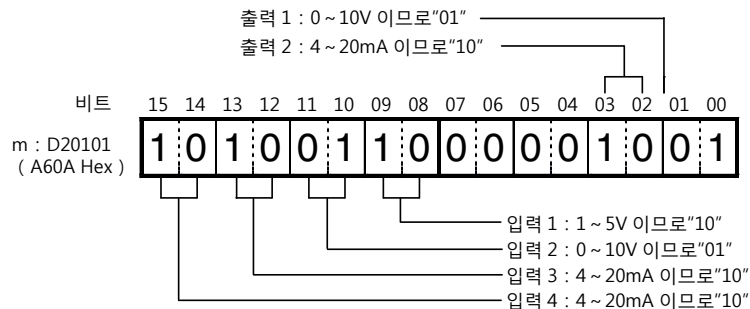 출력 1 : 0 ~ 10V 이므로"01"
출력 2 : 4 ~ 20mA 이므로"10"
비트 15 14 13 12 11 10 09 08 07 06 05 04 03 02 01 00
m : D20101
( A60A Hex )
1 0 1 0 0 1 1 0 0 0 0 0 1 0 0 1
입력 1 : 1 ~ 5V 이므로"10"
입력 2 : 0 ~ 10V 이므로"01"
입력 3 : 4 ~ 20mA 이므로"10"
입력 4 : 4 ~ 20mA 이므로"10"